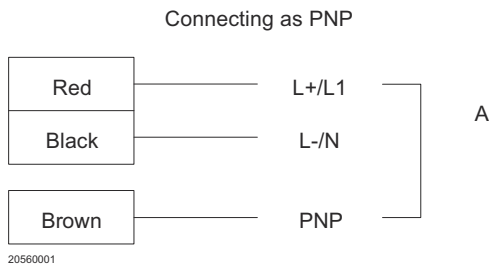 Connecting as PNP
Red L+/L1
A
Black L-/N
Brown PNP
20560001